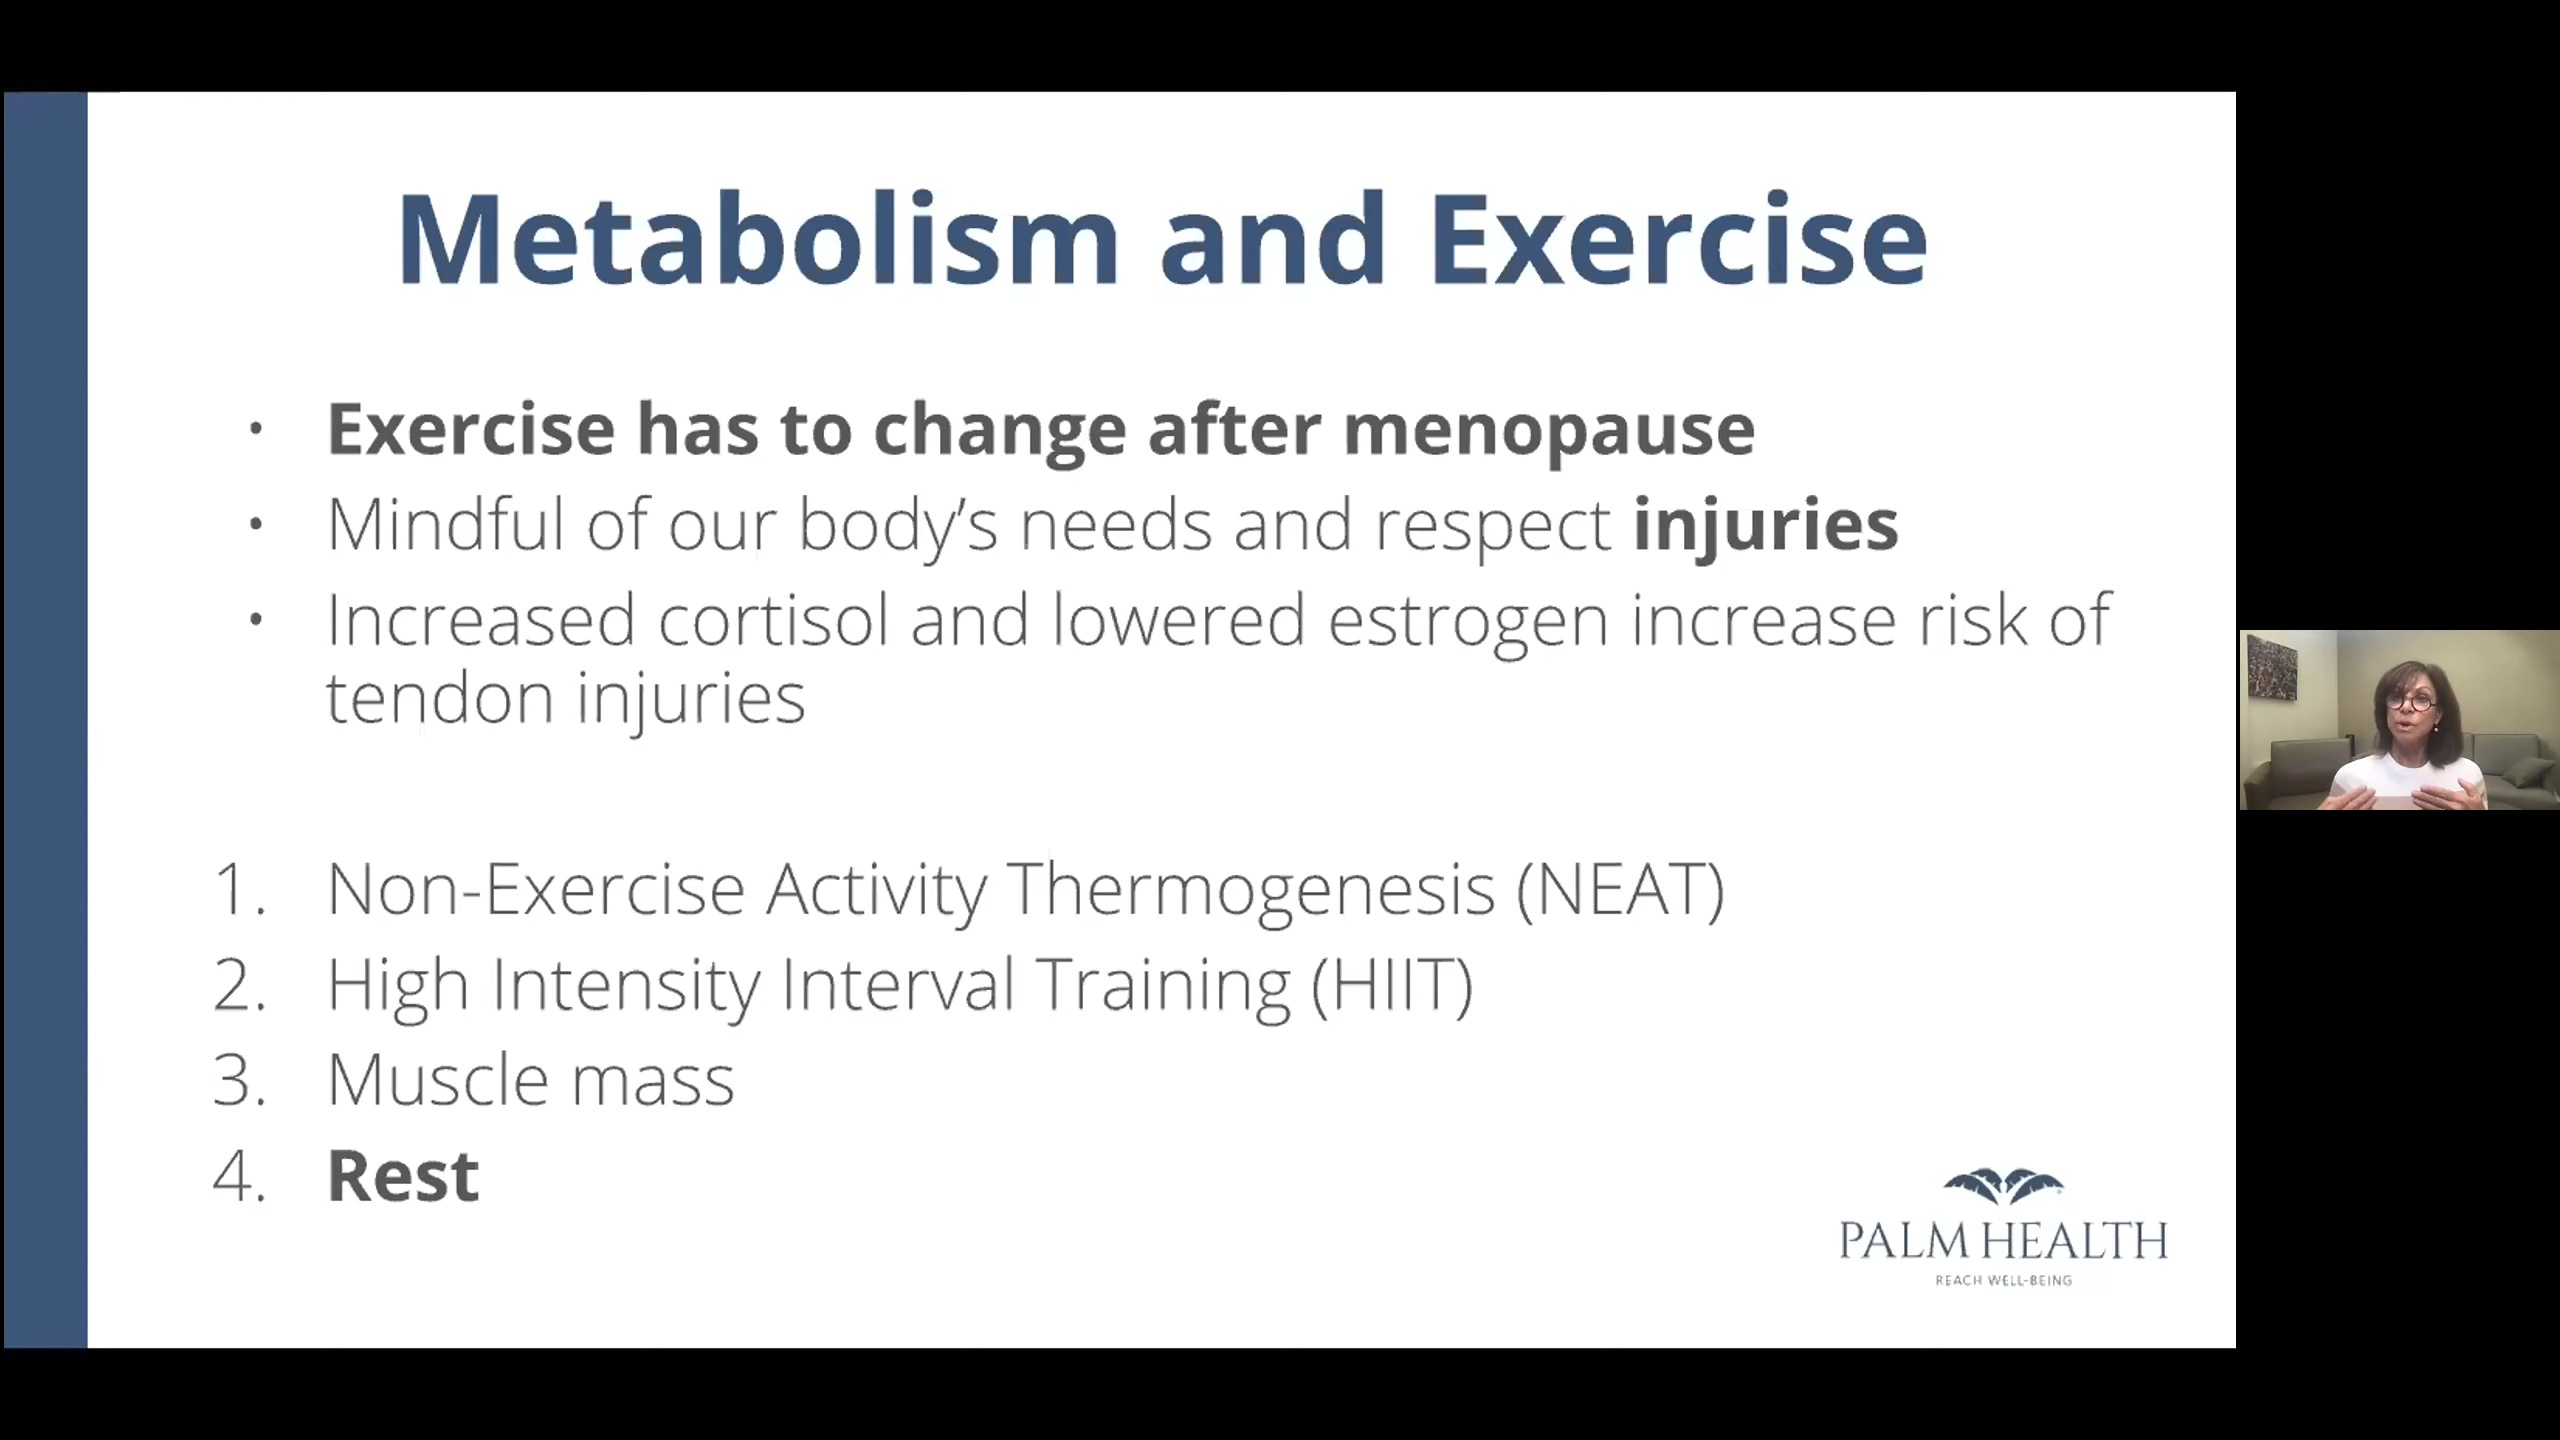 Metabolism and Exercise
• Exercise has to change after menopause
• Mindful of our body’s needs and respect injuries
• Increased cortisol and lowered estrogen increase risk of
tendon injuries
1. Non-Exercise Activity Thermogenesis (NEAT)
2. High Intensity Interval Training (HIIT)
3. Muscle mass
4. Rest
PALM HEALTH
REACH WELL-BEING